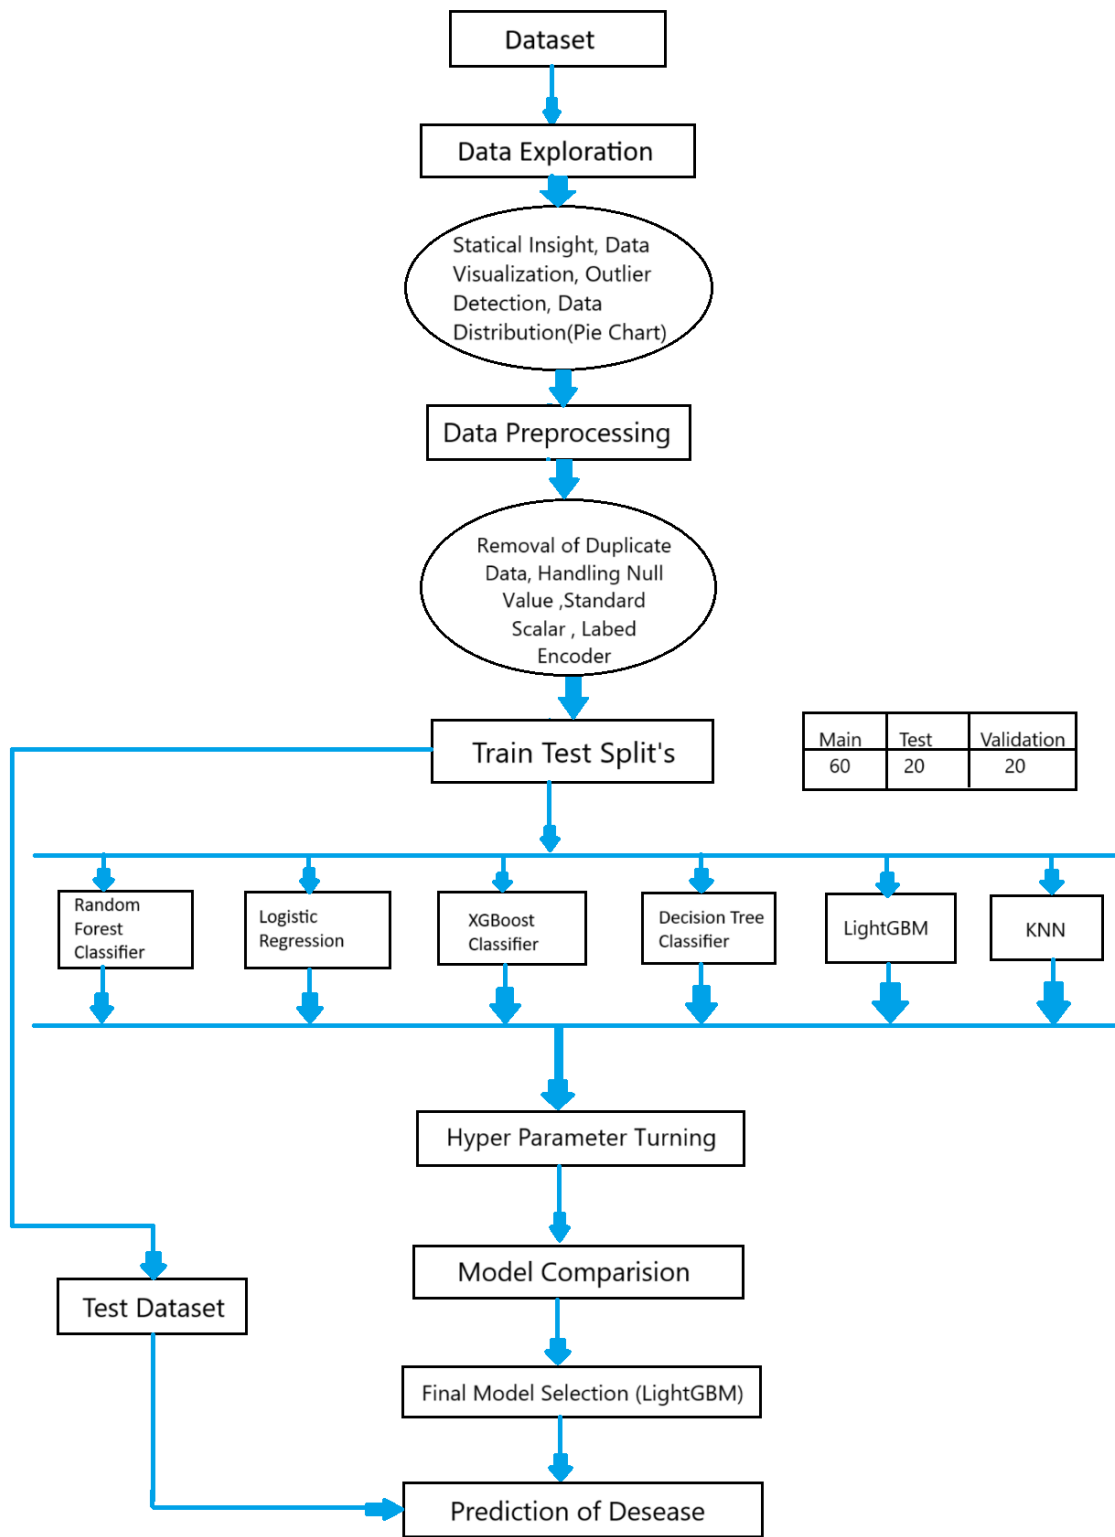 Dataset
Data Exploration
Statical Insight, Data
Visualization, Outlier
Detection, Data
Distribution(Pie Chart)
Data Preprocessing
Removal of Duplicate
Data, Handling Null
Value ,Standard
Scalar , Labed
Encoder
Train Test Split's
Main Test Validation
60 20 20
Random
Forest
Classifier
Logistic
Regression
XGBoost
Classifier
Decision Tree
Classifier
LightGBM
KNN
Hyper Parameter Turning
Model Comparision
Test Dataset
Final Model Selection (LightGBM)
Prediction of Desease